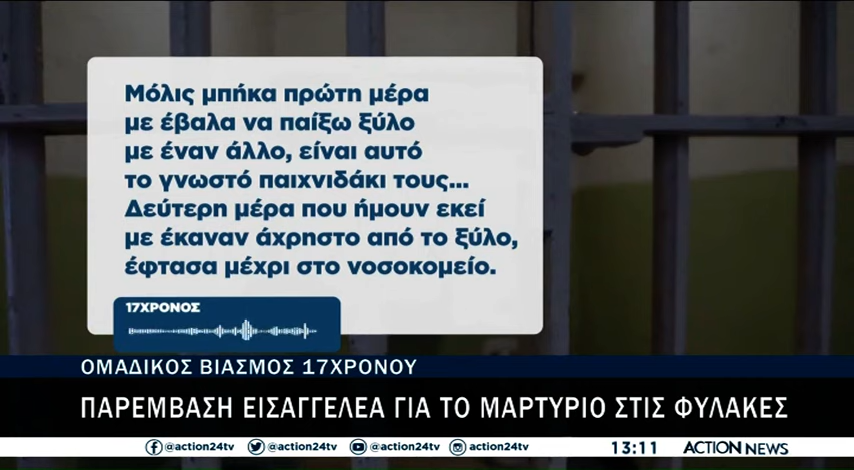 Μόλις μπήκα πρώτη μέρα
με έβαλα να παίξω ξύλο
με έναν άλλο, είναι αυτό
το γνωστό παιχνιδάκι τους...
Δεύτερη μέρα που ήμουν εκεί
με έκαναν άχρηστο από το ξύλο,
έφτασα μέχρι στο νοσοκομείο.
17ΧΡΟΝΟΣ
ΟΜΑΔΙΚΟΣ ΒΙΑΣΜΟΣ 17ΧΡΟΝΟΥ
ΠΑΡΕΜΒΑΣΗ ΕΙΣΑΓΓΕΛΕΑ ΓΙΑ ΤΟ ΜΑΡΤΥΡΙΟ ΣΤΙΣ ΦΥΛΑΚΕΣ
@action24tv @action24tv @action24tv action24tv 13:11 ACTION NEWS